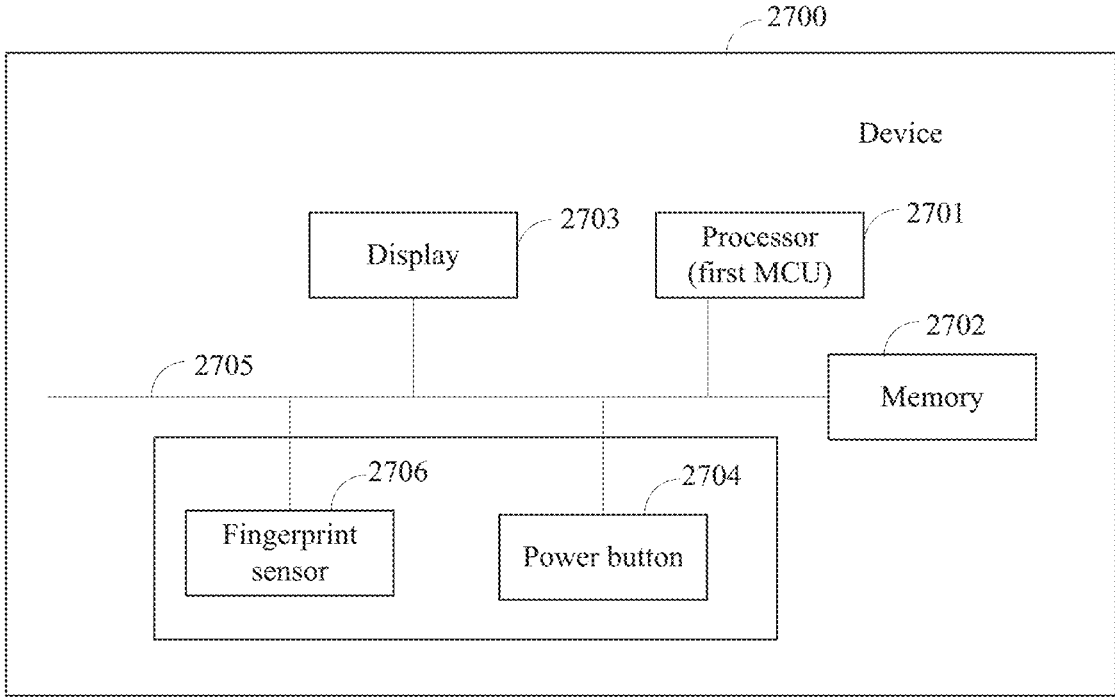 2700
Device
2703
Display
2701
Processor
(first MCU)
2702
Memory
2705
2706
Fingerprint
sensor
2704
Power button